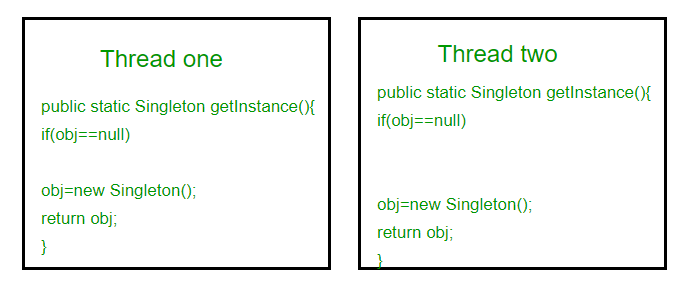 Thread one
public static Singleton getInstance(){
if(obj==null)
obj=new Singleton();
return obj;
}
Thread two
public static Singleton getInstance(){
if(obj==null)
obj=new Singleton();
return obj;
}